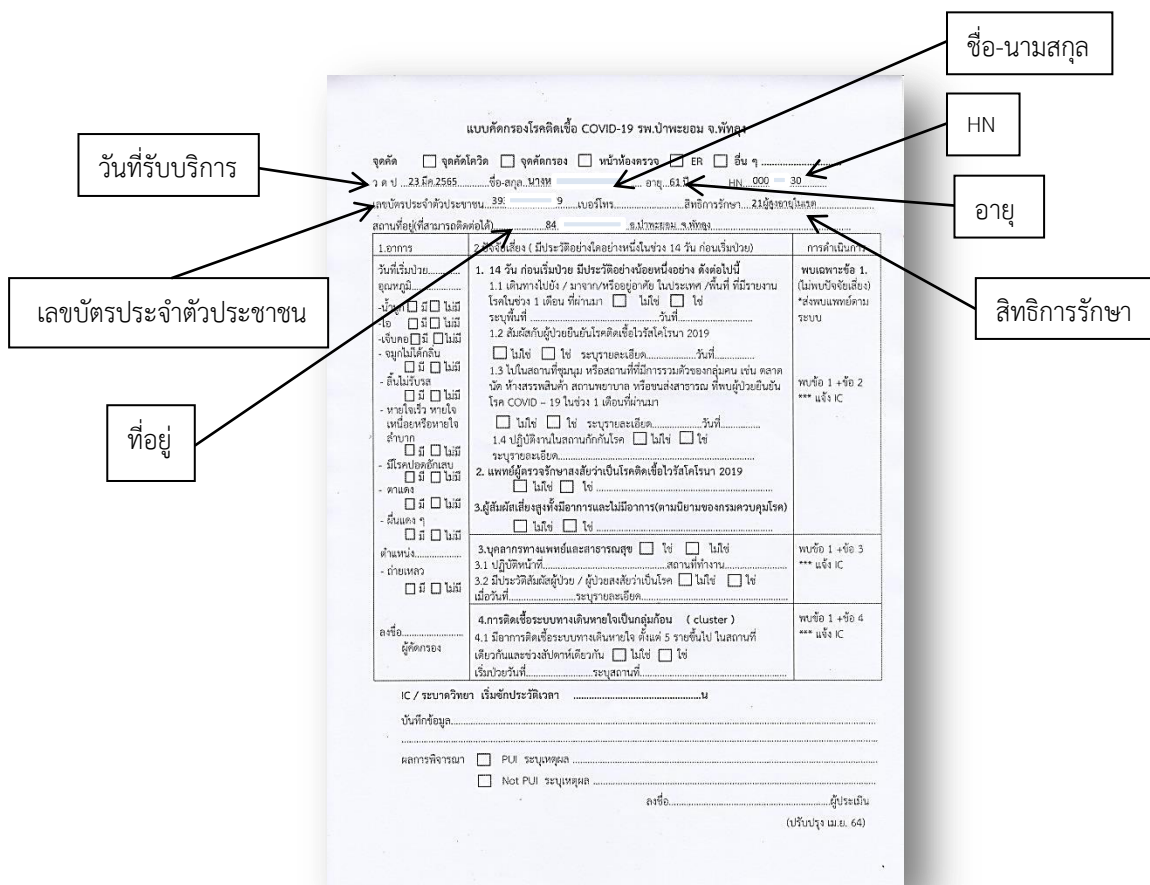 ชื่อ-นามสกุล
HN
วันที่รับบริการ
อายุ
เลขบัตรประจำตัวประชาชน
สิทธิการรักษา
ที่อยู่
แบบคัดกรองโรคติดเชื้อ COVID-19 รพ.ป่าพะยอม จ.พัทลุง
จุดคัด ☐ จุดคัดโควิด ☐ จุดคัดกรอง ☐ หน้าห้องตรวจ ☐ ER ☐ อื่น ๆ ........................
ว ด ป ...23 มีค.2565............ชื่อ-สกุล นางห อายุ...61 ปี HN...000 30.......
เลขบัตรประจำตัวประชาชน...393 9 ....เบอร์โทร...........................สิทธิการรักษา...21ผู้สูงอายุในเขต...............
สถานที่อยู่(ที่สามารถติดต่อได้)...............84 อ.ป่าพะยอม จ.พัทลุง...............
1.อาการ
วันที่เริ่มป่วย............
อุณหภูมิ..................
-น้ำมูก ☐ มี ☐ ไม่มี
-ไอ ☐ มี ☐ ไม่มี
-เจ็บคอ ☐ มี ☐ ไม่มี
- จมูกไม่ได้กลิ่น
☐ มี ☐ ไม่มี
- ลิ้นไม่รับรส
☐ มี ☐ ไม่มี
- หายใจเร็ว หายใจ
เหนื่อยหรือหายใจ
ลำบาก
☐ มี ☐ ไม่มี
- มีโรคปอดอักเสบ
☐ มี ☐ ไม่มี
- ตาแดง
☐ มี ☐ ไม่มี
- ผื่นแดง ๆ
☐ มี ☐ ไม่มี
ตำแหน่ง................
- ถ่ายเหลว
☐ มี ☐ ไม่มี
ลงชื่อ.......................
ผู้คัดกรอง
2.ปัจจัยเสี่ยง ( มีประวัติอย่างใดอย่างหนึ่งในช่วง 14 วัน ก่อนเริ่มป่วย)
1. 14 วัน ก่อนเริ่มป่วย มีประวัติอย่างน้อยหนึ่งอย่าง ดังต่อไปนี้
1.1 เดินทางไปยัง / มาจาก/หรืออยู่อาศัย ในประเทศ /พื้นที่ ที่มีรายงาน
โรคในช่วง 1 เดือน ที่ผ่านมา ☐ ไม่ใช่ ☐ ใช่
ระบุพื้นที่ ..............................วันที่.........................
1.2 สัมผัสกับผู้ป่วยยืนยันโรคติดเชื้อไวรัสโคโรนา 2019
☐ ไม่ใช่ ☐ ใช่ ระบุรายละเอียด....................วันที่...............
1.3 ไปในสถานที่ชุมนุม หรือสถานที่ที่มีการรวมตัวของกลุ่มคน เช่น ตลาด
นัด ห้างสรรพสินค้า สถานพยาบาล หรือขนส่งสาธารณ ที่พบผู้ป่วยยืนยัน
โรค COVID – 19 ในช่วง 1 เดือนที่ผ่านมา
☐ ไม่ใช่ ☐ ใช่ ระบุรายละเอียด....................วันที่...............
1.4 ปฏิบัติงานในสถานกักกันโรค ☐ ไม่ใช่ ☐ ใช่
ระบุรายละเอียด...............................................
2. แพทย์ผู้ตรวจรักษาสงสัยว่าเป็นโรคติดเชื้อไวรัสโคโรนา 2019
☐ ไม่ใช่ ☐ ใช่ ...............................................
3.ผู้สัมผัสเสี่ยงสูงทั้งมีอาการและไม่มีอาการ(ตามนิยามของกรมควบคุมโรค)
☐ ไม่ใช่ ☐ ใช่ ...............................................
3.บุคลากรทางแพทย์และสาธารณสุข ☐ ใช่ ☐ ไม่ใช่
3.1 ปฏิบัติหน้าที่...............................สถานที่ทำงาน.......................
3.2 มีประวัติสัมผัสผู้ป่วย / ผู้ป่วยสงสัยว่าเป็นโรค ☐ ไม่ใช่ ☐ ใช่
เมื่อวันที่....................ระบุรายละเอียด...............................
4.การติดเชื้อระบบทางเดินหายใจเป็นกลุ่มก้อน ( cluster )
4.1 มีอาการติดเชื้อระบบทางเดินหายใจ ตั้งแต่ 5 รายขึ้นไป ในสถานที่
เดียวกันและช่วงสัปดาห์เดียวกัน ☐ ไม่ใช่ ☐ ใช่
เริ่มป่วยวันที่....................ระบุสถานที่...............................
การดำเนินการ
พบเฉพาะข้อ 1.
(ไม่พบปัจจัยเสี่ยง)
*ส่งพบแพทย์ตาม
ระบบ
พบข้อ 1 +ข้อ 2
*** แจ้ง IC
พบข้อ 1 +ข้อ 3
*** แจ้ง IC
พบข้อ 1 +ข้อ 4
*** แจ้ง IC
IC / ระบาดวิทยา เริ่มซักประวัติเวลา ...............................................น
บันทึกข้อมูล..............................................................................
..............................................................................
ผลการพิจารณา ☐ PUI ระบุเหตุผล ...............................................
☐ Not PUI ระบุเหตุผล ...............................................
ลงชื่อ...............................................ผู้ประเมิน
(ปรับปรุง เม.ย. 64)